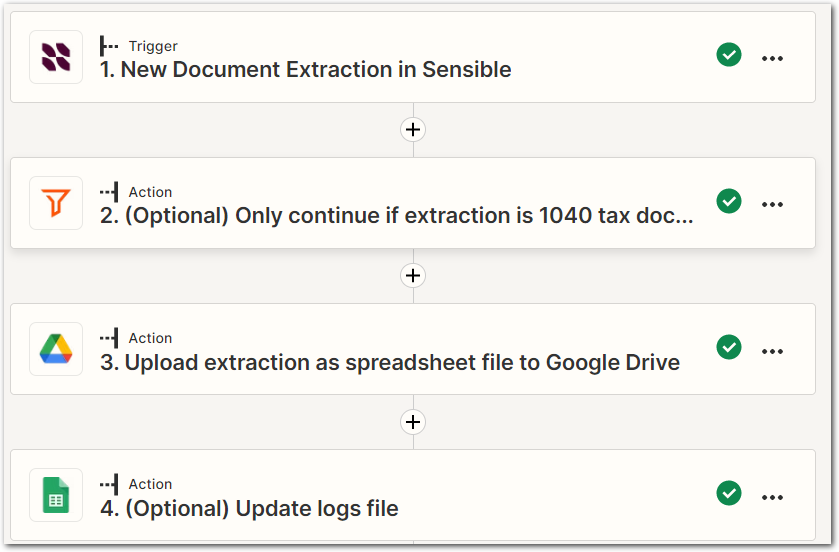 Trigger
1. New Document Extraction in Sensible
Action
2. (Optional) Only continue if extraction is 1040 tax doc...
Action
3. Upload extraction as spreadsheet file to Google Drive
Action
4. (Optional) Update logs file